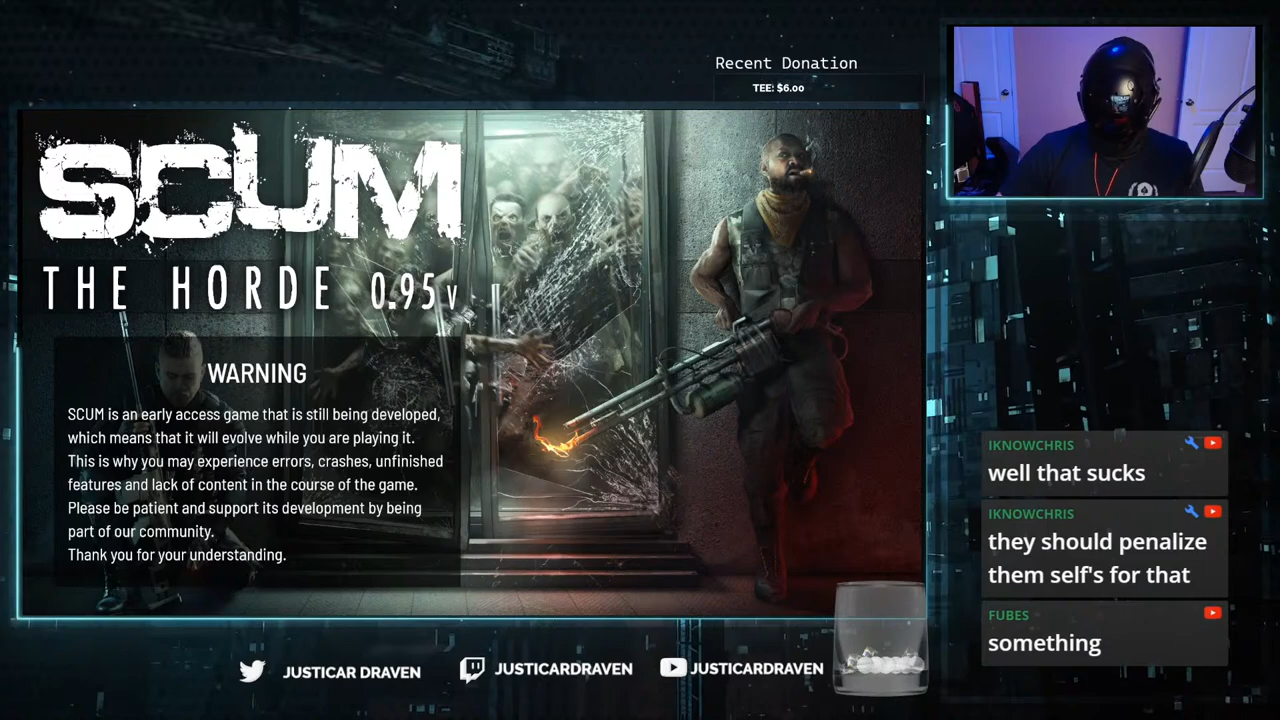 Recent Donation
TEE: $6.00
SCUM
THE HORDE 0.95v
WARNING
SCUM is an early access game that is still being developed,
which means that it will evolve while you are playing it.
This is why you may experience errors, crashes, unfinished
features and lack of content in the course of the game.
Please be patient and support its development by being
part of our community.
Thank you for your understanding.
IKNOWCHRIS
well that sucks
IKNOWCHRIS
they should penalize
them self's for that
FUBES
something
JUSTICAR DRAVEN
JUSTICARDRAVEN
JUSTICARDRAVEN